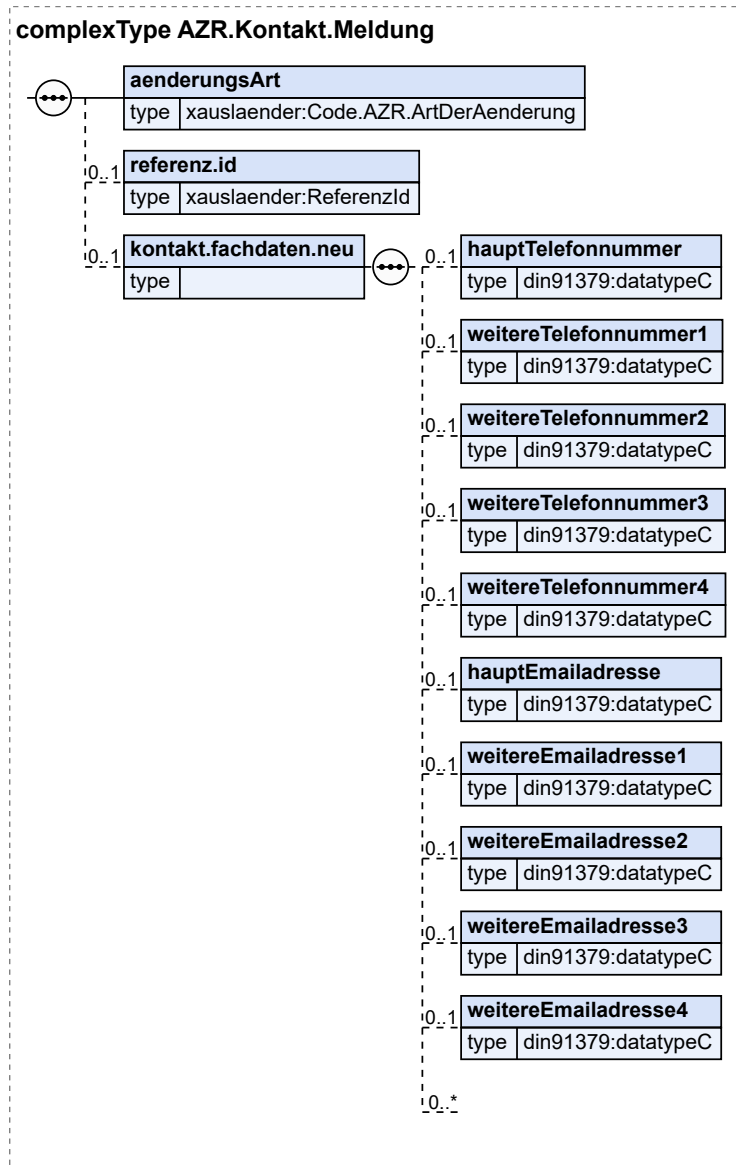 complexType AZR.Kontakt.Meldung
aenderungsArt
type xauslaender:Code.AZR.ArtDerAenderung
0..1 referenz.id
type xauslaender:ReferenzId
0..1 kontakt.fachdaten.neu
type
0..1 hauptTelefonnummer
type din91379:datatypeC
0..1 weitereTelefonnummer1
type din91379:datatypeC
0..1 weitereTelefonnummer2
type din91379:datatypeC
0..1 weitereTelefonnummer3
type din91379:datatypeC
0..1 weitereTelefonnummer4
type din91379:datatypeC
0..1 hauptEmailadresse
type din91379:datatypeC
0..1 weitereEmailadresse1
type din91379:datatypeC
0..1 weitereEmailadresse2
type din91379:datatypeC
0..1 weitereEmailadresse3
type din91379:datatypeC
0..1 weitereEmailadresse4
type din91379:datatypeC
0..*